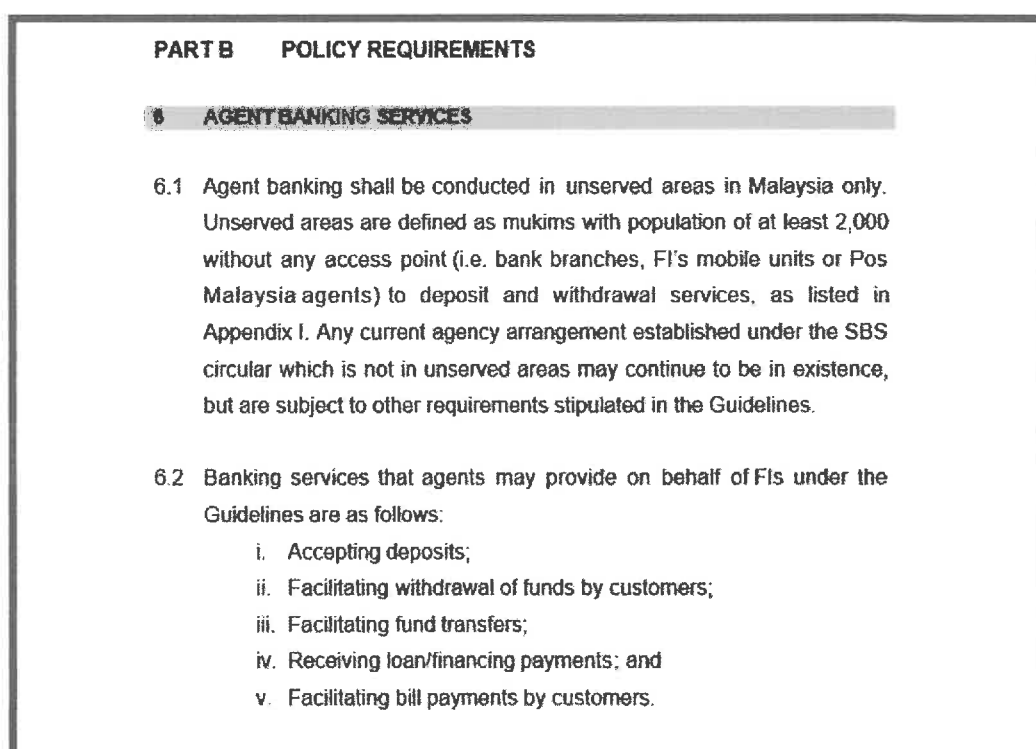 PART B POLICY REQUIREMENTS
6 AGENT BANKING SERVICES
6.1 Agent banking shall be conducted in unserved areas in Malaysia only.
Unserved areas are defined as mukims with population of at least 2,000
without any access point (i.e. bank branches, FI's mobile units or Pos
Malaysia agents) to deposit and withdrawal services, as listed in
Appendix I. Any current agency arrangement established under the SBS
circular which is not in unserved areas may continue to be in existence,
but are subject to other requirements stipulated in the Guidelines.
6.2 Banking services that agents may provide on behalf of FIs under the
Guidelines are as follows:
i. Accepting deposits;
ii. Facilitating withdrawal of funds by customers;
iii. Facilitating fund transfers;
iv. Receiving loan/financing payments; and
v. Facilitating bill payments by customers.